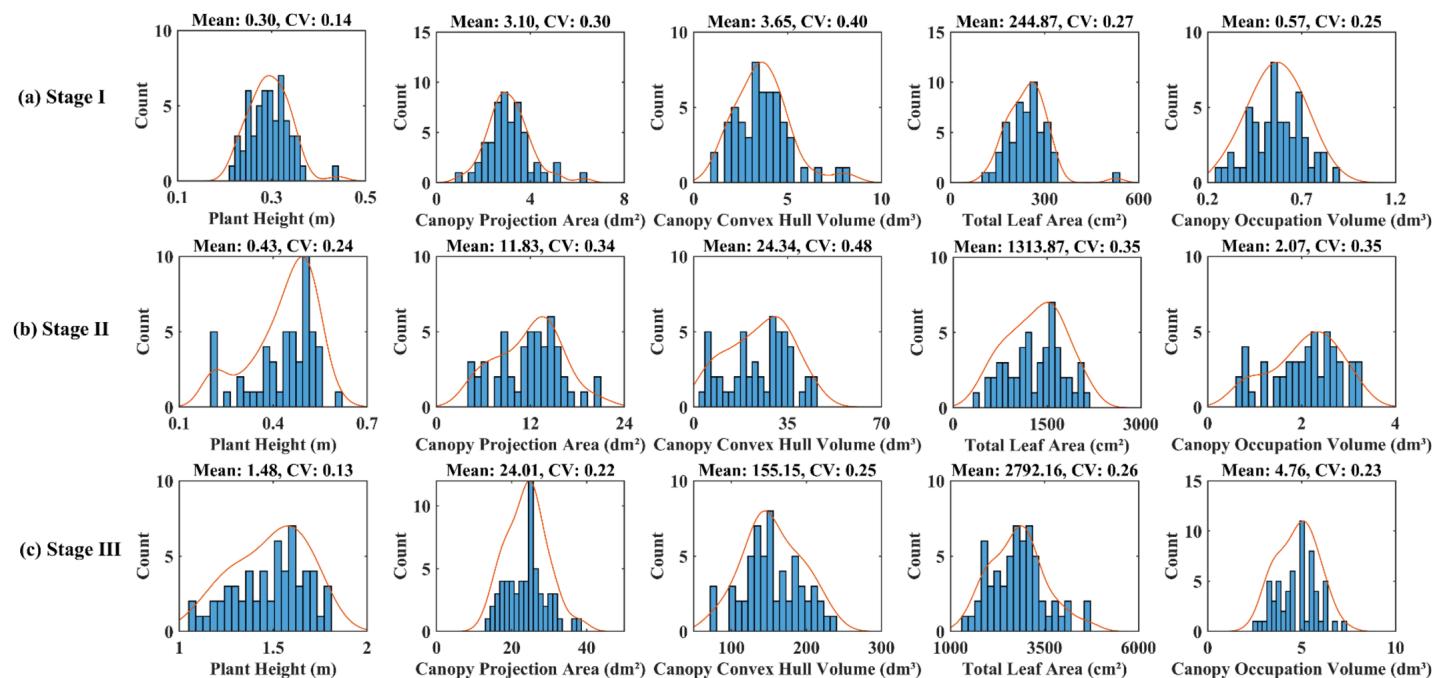 (a) Stage I
Mean: 0.30, CV: 0.14
10
5
0
Count
0.1 0.3 0.5
Plant Height (m)
Mean: 3.10, CV: 0.30
15
10
5
0
Count
0 4 8
Canopy Projection Area (dm²)
Mean: 3.65, CV: 0.40
10
5
0
Count
0 5 10
Canopy Convex Hull Volume (dm³)
Mean: 244.87, CV: 0.27
15
10
5
0
Count
0 300 600
Total Leaf Area (cm²)
Mean: 0.57, CV: 0.25
10
5
0
Count
0.2 0.7 1.2
Canopy Occupation Volume (dm³)
(b) Stage II
Mean: 0.43, CV: 0.24
10
5
0
Count
0.1 0.4 0.7
Plant Height (m)
Mean: 11.83, CV: 0.34
10
5
0
Count
0 12 24
Canopy Projection Area (dm²)
Mean: 24.34, CV: 0.48
10
5
0
Count
0 35 70
Canopy Convex Hull Volume (dm³)
Mean: 1313.87, CV: 0.35
10
5
0
Count
0 1500 3000
Total Leaf Area (cm²)
Mean: 2.07, CV: 0.35
10
5
0
Count
0 2 4
Canopy Occupation Volume (dm³)
(c) Stage III
Mean: 1.48, CV: 0.13
10
5
0
Count
1 1.5 2
Plant Height (m)
Mean: 24.01, CV: 0.22
10
5
0
Count
0 20 40
Canopy Projection Area (dm²)
Mean: 155.15, CV: 0.25
10
5
0
Count
100 200 300
Canopy Convex Hull Volume (dm³)
Mean: 2792.16, CV: 0.26
10
5
0
Count
1000 3500 6000
Total Leaf Area (cm²)
Mean: 4.76, CV: 0.23
15
10
5
0
Count
0 5 10
Canopy Occupation Volume (dm³)